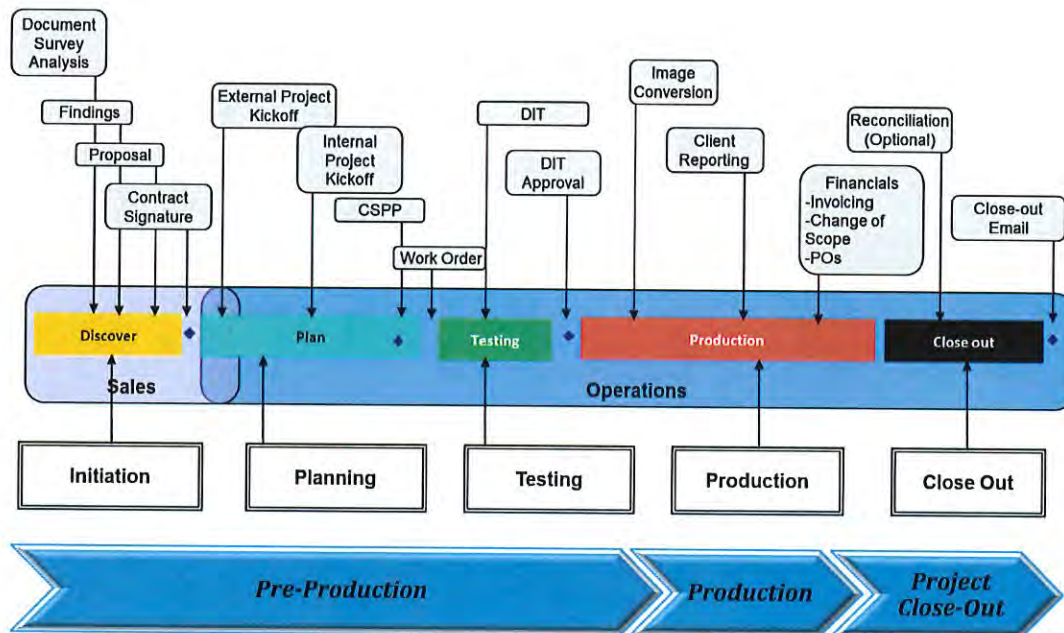 Document
Survey
Analysis
Findings
Proposal
Contract
Signature
External Project
Kickoff
Internal
Project
Kickoff
CSPP
Work Order
DIT
DIT
Approval
Image
Conversion
Client
Reporting
Financials
-Invoicing
-Change of
Scope
-POs
Reconciliation
(Optional)
Close-out
Email
Discover
Plan
Testing
Production
Close out
Sales
Operations
Initiation
Planning
Testing
Production
Close Out
Pre-Production
Production
Project
Close-Out